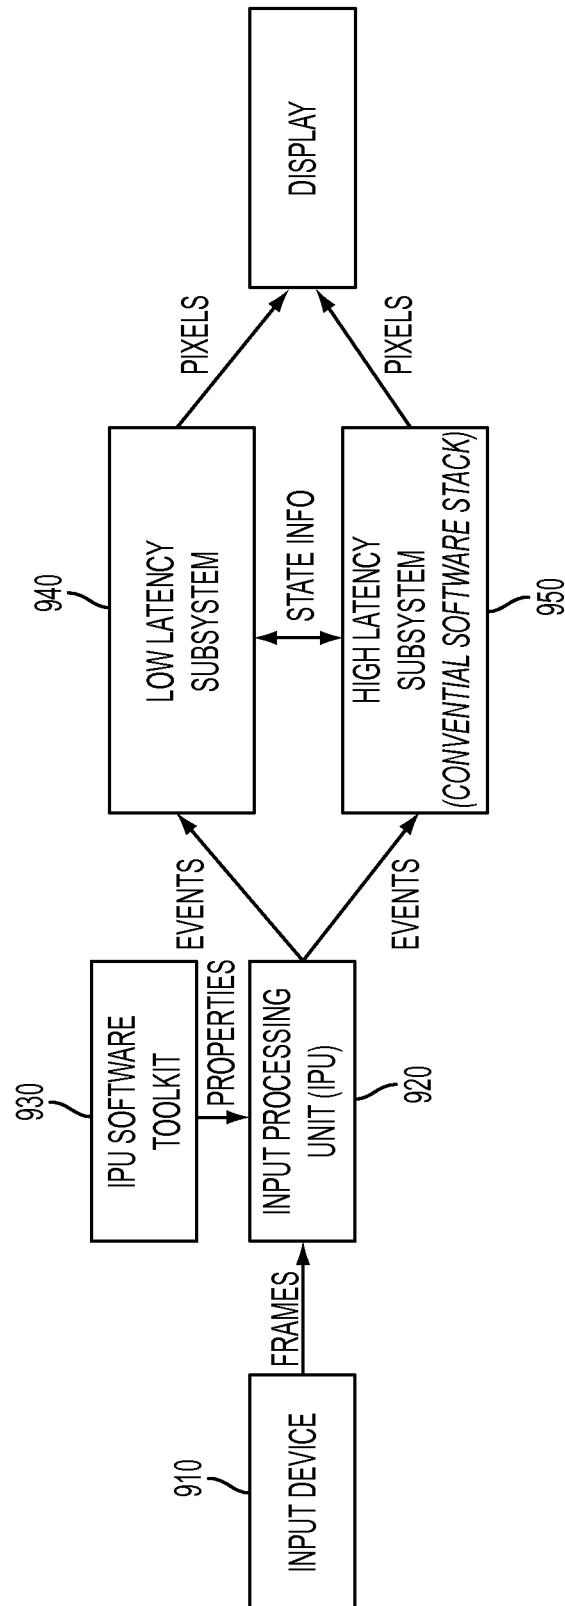 910
INPUT DEVICE
FRAMES
930
IPU SOFTWARE
TOOLKIT
PROPERTIES
INPUT PROCESSING
UNIT (IPU)
920
EVENTS
EVENTS
940
LOW LATENCY
SUBSYSTEM
STATE INFO
HIGH LATENCY
SUBSYSTEM
(CONVENTIAL SOFTWARE STACK)
950
PIXELS
PIXELS
DISPLAY